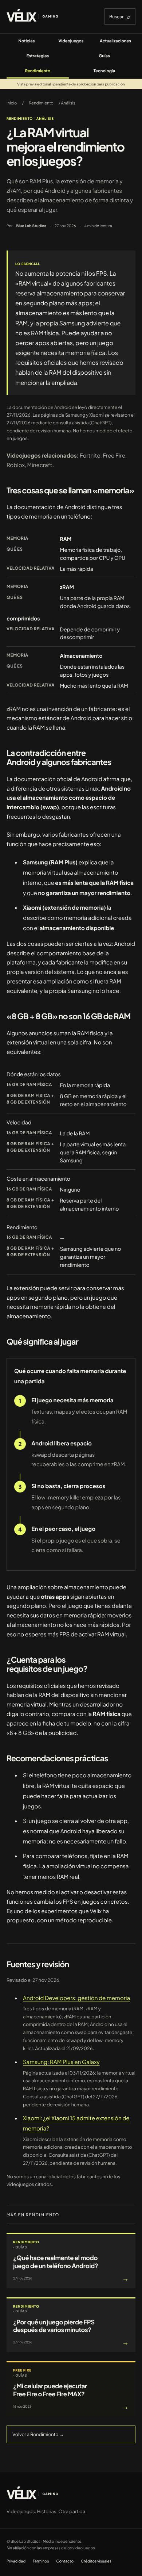 VÉLIX GAMING
Buscar
Noticias Videojuegos Actualizaciones
Estrategias Guías
Rendimiento Tecnología
Vista previa editorial · pendientes de aprobación para publicación
Inicio / Rendimiento / Análisis
RENDIMIENTO ANÁLISIS
¿La RAM virtual
mejora el rendimiento
en los juegos?
Qué son RAM Plus, la extensión de memoria y
zRAM, por qué Android y algunos fabricantes
describen el almacenamiento de forma distinta y
qué esperar al jugar.
Por Blue Lab Studios 27 nov 2026 4 min de lectura
LO ESENCIAL
No aumenta la potencia ni los FPS. La
«RAM virtual» de algunos fabricantes
reserva almacenamiento para conservar
apps en segundo plano más apps; el
almacenamiento es más lento que la
RAM, y la propia Samsung advierte que
no es RAM física. Puede ayudar a no
perder apps abiertas, pero un juego
exigente necesita memoria física. Los
requisitos oficiales que hemos revisado
hablan de la RAM del dispositivo sin
mencionar la ampliada.
La documentación de Android se leyó directamente el
27/11/2026. Las páginas de Samsung y Xiaomi se revisaron el
27/11/2026 mediante consulta asistida (ChatGPT),
pendiente de revisión humana. No hemos medido el efecto
en juegos.
Videojuegos relacionados: Fortnite, Free Fire,
Roblox, Minecraft.
Tres cosas que se llaman «memoria»
La documentación de Android distingue tres
tipos de memoria en un teléfono:
MEMORIA RAM
QUÉ ES Memoria física de trabajo,
compartida por CPU y GPU
VELOCIDAD RELATIVA La más rápida
MEMORIA zRAM
QUÉ ES Una parte de la propia RAM
donde Android guarda datos
comprimidos
VELOCIDAD RELATIVA Depende de comprimir y
descomprimir
MEMORIA Almacenamiento
QUÉ ES Donde están instalados las
apps, fotos y juegos
VELOCIDAD RELATIVA Mucho más lento que la RAM
zRAM no es una invención de un fabricante: es el
mecanismo estándar de Android para hacer sitio
cuando la RAM se llena.
La contradicción entre
Android y algunos fabricantes
La documentación oficial de Android afirma que,
a diferencia de otros sistemas Linux, Android no
usa el almacenamiento como espacio de
intercambio (swap), porque las escrituras
frecuentes lo desgastan.
Sin embargo, varios fabricantes ofrecen una
función que hace exactamente eso:
• Samsung (RAM Plus) explica que la
memoria virtual usa almacenamiento
interno, que es más lenta que la RAM física
y que no garantiza un mayor rendimiento.
• Xiaomi (extensión de memoria) la
describe como memoria adicional creada
con el almacenamiento disponible.
Las dos cosas pueden ser ciertas a la vez: Android
describe el comportamiento de base de la
plataforma, y cada fabricante la modifica en su
capa. Lo que no sería correcto es
presentar esa ampliación como si fuera RAM
equivalente, y la propia Samsung no lo hace.
«8 GB + 8 GB» no son 16 GB de RAM
Algunos anuncios suman la RAM física y la
extensión virtual en una sola cifra. No son
equivalentes:
Dónde están los datos
16 GB DE RAM FÍSICA En la memoria rápida
8 GB DE RAM FÍSICA +
8 GB DE EXTENSIÓN 8 GB en memoria rápida y el
resto en el almacenamiento
Velocidad
16 GB DE RAM FÍSICA La de la RAM
8 GB DE RAM FÍSICA +
8 GB DE EXTENSIÓN La parte virtual es más lenta
que la RAM física, según
Samsung
Coste en almacenamiento
16 GB DE RAM FÍSICA Ninguno
8 GB DE RAM FÍSICA +
8 GB DE EXTENSIÓN Reserva parte del
almacenamiento interno
Rendimiento
16 GB DE RAM FÍSICA —
8 GB DE RAM FÍSICA +
8 GB DE EXTENSIÓN Samsung advierte que no
garantiza un mayor
rendimiento
La extensión puede servir para conservar más
apps en segundo plano, pero un juego que
necesita memoria rápida no la obtiene del
almacenamiento.
Qué significa al jugar
Qué ocurre cuando falta memoria durante
una partida
1 El juego necesita más memoria
Texturas, mapas y efectos ocupan RAM
física.
2 Android libera espacio
kswapd descarta páginas
recuperables o las comprime en zRAM.
3 Si no basta, cierra procesos
El low-memory killer empieza por las
apps en segundo plano.
4 En el peor caso, el juego
Si el propio juego es el que sobra, se
cierra como si fallara.
Una ampliación sobre almacenamiento puede
ayudar a que otras apps sigan abiertas en
segundo plano. Pero el juego que tienes delante
necesita memoria rápida: ampliar la memoria con
el almacenamiento no los hace más rápidos. Por
eso no esperes más FPS de activar RAM virtual.
¿Cuenta para los
requisitos de un juego?
Los requisitos oficiales que hemos revisado
hablan de la RAM del dispositivo sin mencionar
memoria virtual. Mientras un desarrollador no
diga lo contrario, compara con la RAM física que
aparece en la ficha de tu modelo, no con la cifra
«8 + 8 GB» de la publicidad.
Recomendaciones prácticas
• Si el teléfono tiene poco almacenamiento
libre, la RAM virtual te quita espacio que
puede hacer falta para actualizar los
juegos.
• Si un juego se cierra al volver de otra app,
es normal que Android haya liberado su
memoria; no es necesariamente un fallo.
• Para comparar teléfonos, fíjate en la RAM
física. La ampliación virtual no compensa
tener menos RAM real.
No hemos medido si activar o desactivar estas
funciones cambia los FPS en juegos concretos.
Es uno de los experimentos que Vélix ha
propuesto, con un método reproducible.
Fuentes y revisión
Revisado el 27 nov 2026.
• Android Developers: gestión de memoria
Tres tipos de memoria (RAM, zRAM y
almacenamiento); zRAM es una partición
comprimida dentro de la RAM; Android no usa el
almacenamiento como swap para evitar desgaste;
funcionamiento de kswapd y del low-memory
killer. Actualizada el 21/09/2026.
• Samsung: RAM Plus en Galaxy
Página actualizada el 03/11/2026: la memoria virtual
usa almacenamiento interno, es más lenta que la
RAM física y no garantiza mayor rendimiento.
Consulta asistida (ChatGPT) del 27/11/2026,
pendiente de revisión humana.
• Xiaomi: ¿el Xiaomi 15 admite extensión de
memoria?
Xiaomi describe la extensión de memoria como
memoria adicional creada con el almacenamiento
disponible. Consulta asistida (ChatGPT) del
27/11/2026, pendiente de revisión humana.
No somos un canal oficial de los fabricantes ni de los
videojuegos citados.
MÁS EN RENDIMIENTO
RENDIMIENTO
GUÍAS
¿Qué hace realmente el modo
juego de un teléfono Android?
27 nov 2026 →
RENDIMIENTO
GUÍAS
¿Por qué un juego pierde FPS
después de varios minutos?
27 nov 2026 →
FREE FIRE
GUÍAS
¿Mi celular puede ejecutar
Free Fire o Free Fire MAX?
16 nov 2026 →
Volver a Rendimiento →
VÉLIX GAMING
Videojuegos. Historias. Otra partida.
© Blue Lab Studios · Medio independiente.
Sin afiliación con las empresas de los videojuegos.
Privacidad Términos Contacto Créditos visuales